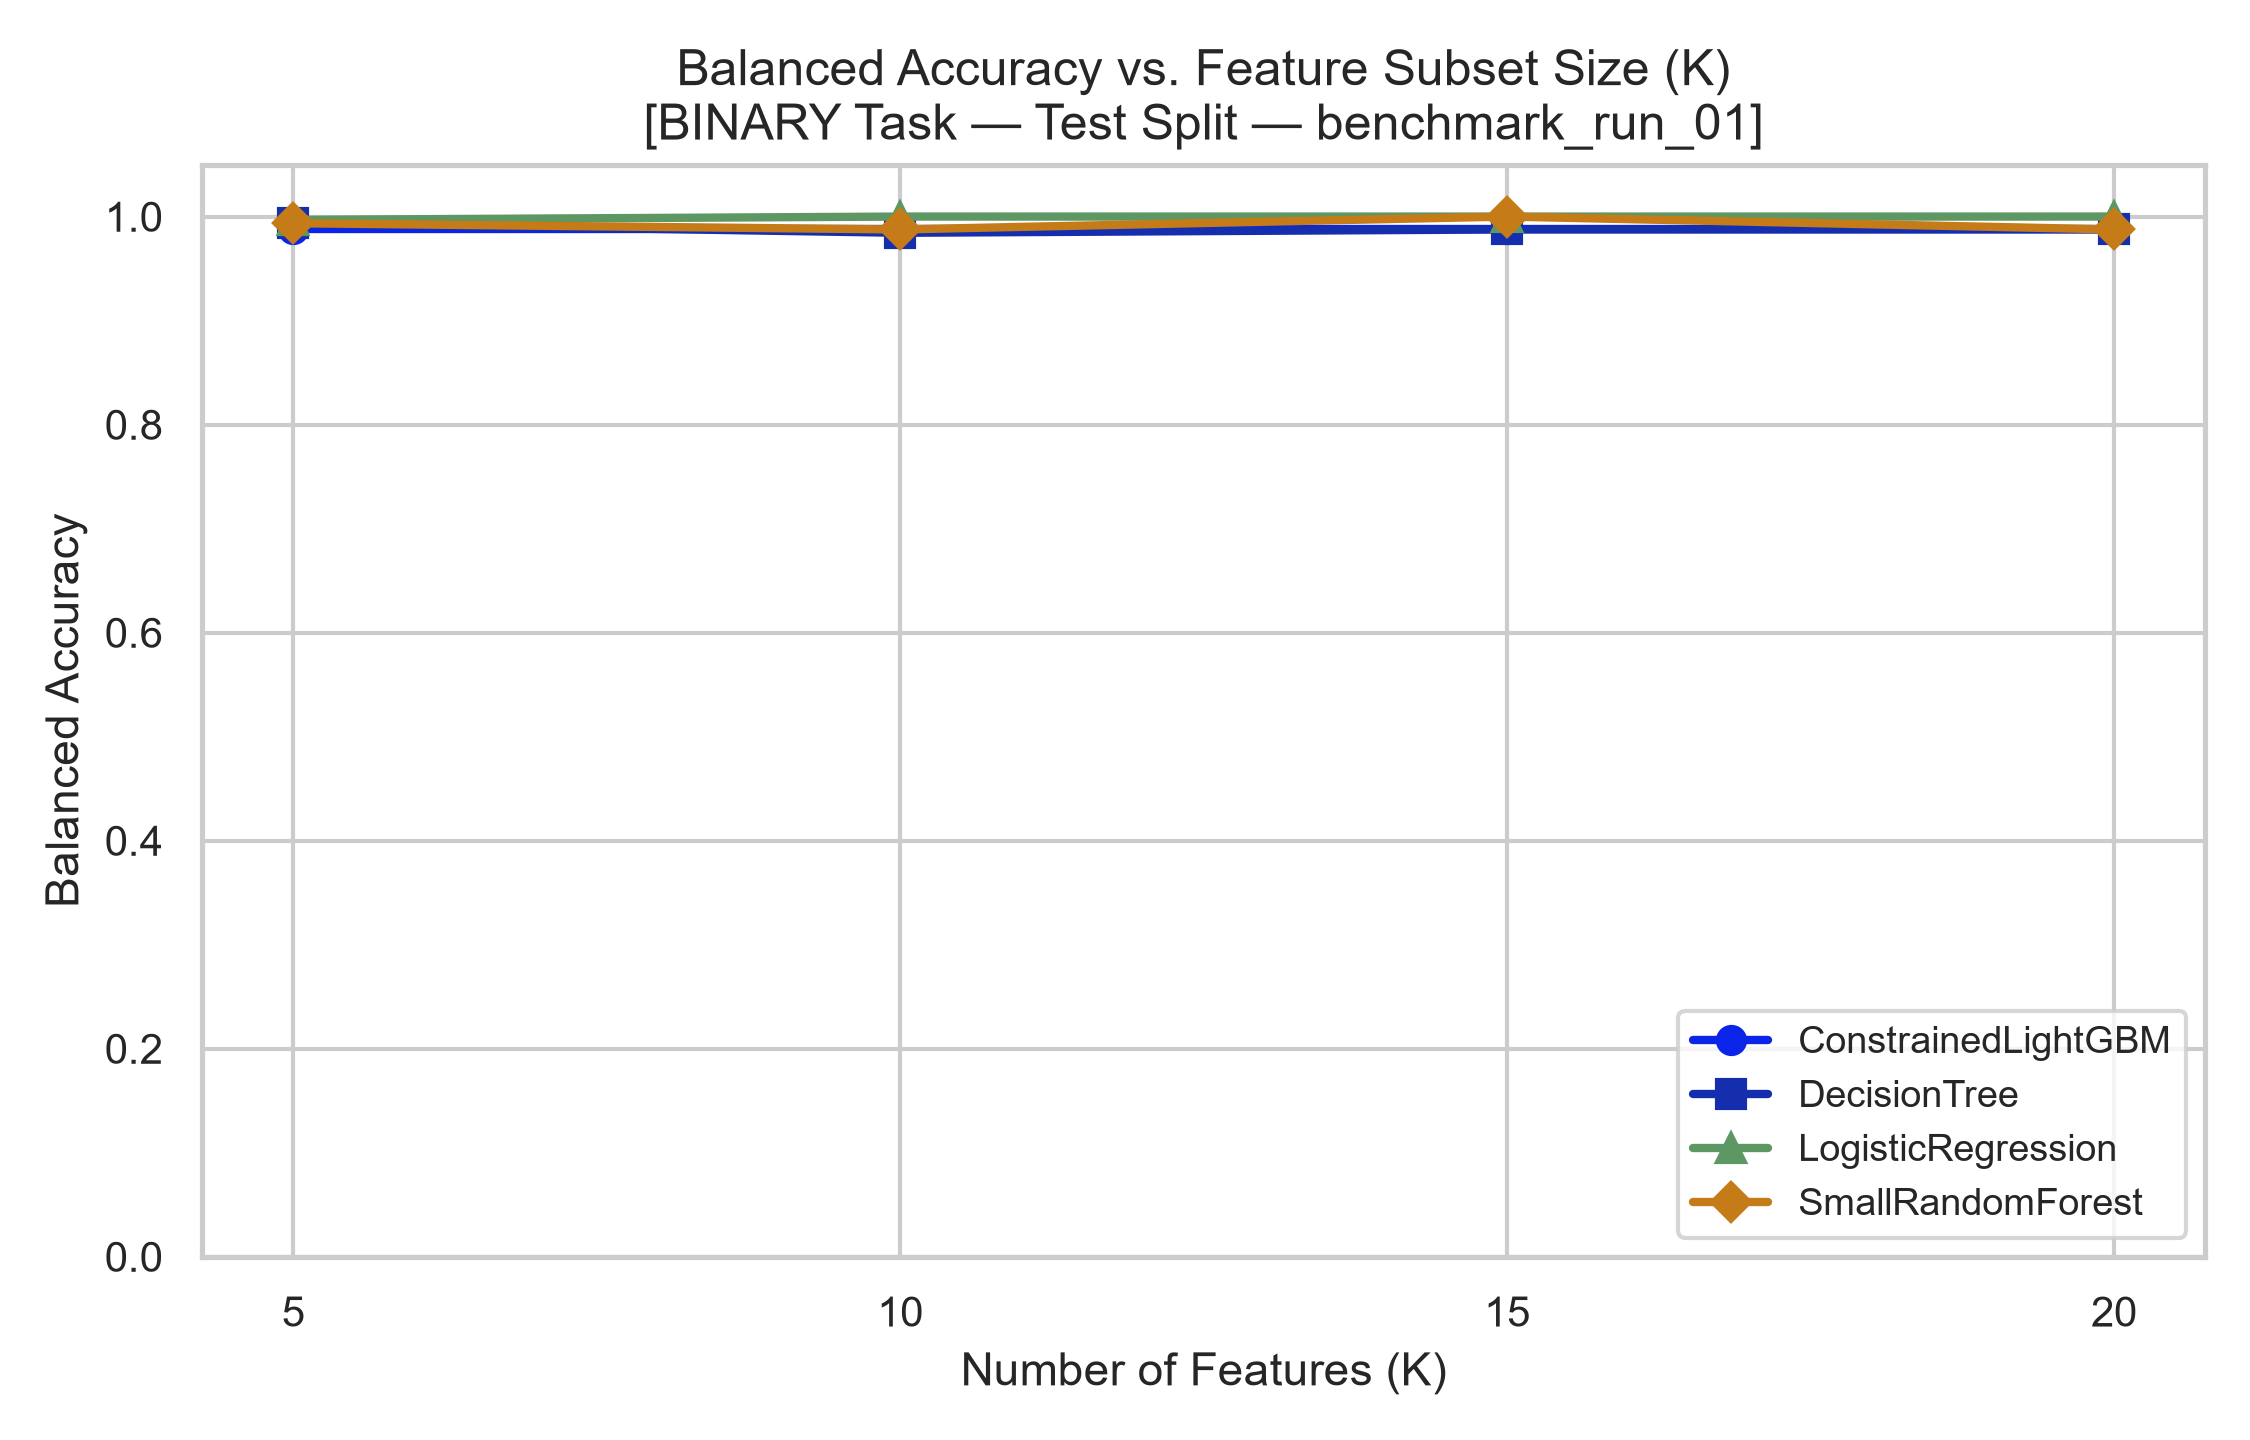 Balanced Accuracy vs. Feature Subset Size (K)
[BINARY Task — Test Split — benchmark_run_01]
Balanced Accuracy
1.0
0.8
0.6
0.4
0.2
0.0
5
10
15
20
Number of Features (K)
ConstrainedLightGBM
DecisionTree
LogisticRegression
SmallRandomForest